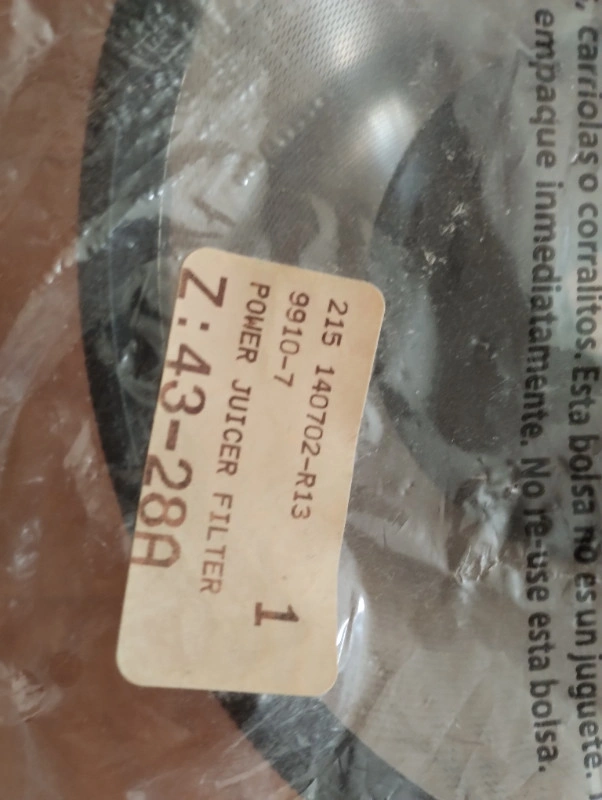 , carriolas o corralitos. Esta bolsa no es un juguete.
empaque inmediatamente. No re-use esta bolsa.
215 140702-R13
9910-7 1
POWER JUICER FILTER
Z:43-28A